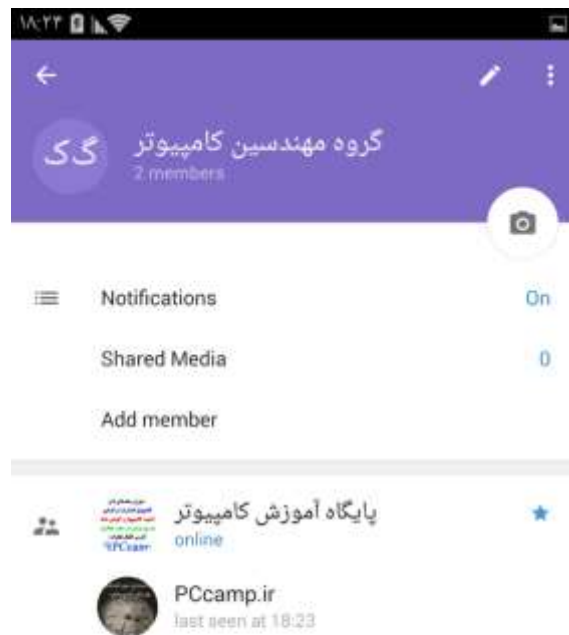 ۱۸:۲۴
گروه مهندسین کامپیوتر
گ ک
2 members
Notifications
On
Shared Media
0
Add member
پایگاه آموزش کامپیوتر
online
PCcamp.ir
last seen at 18:23